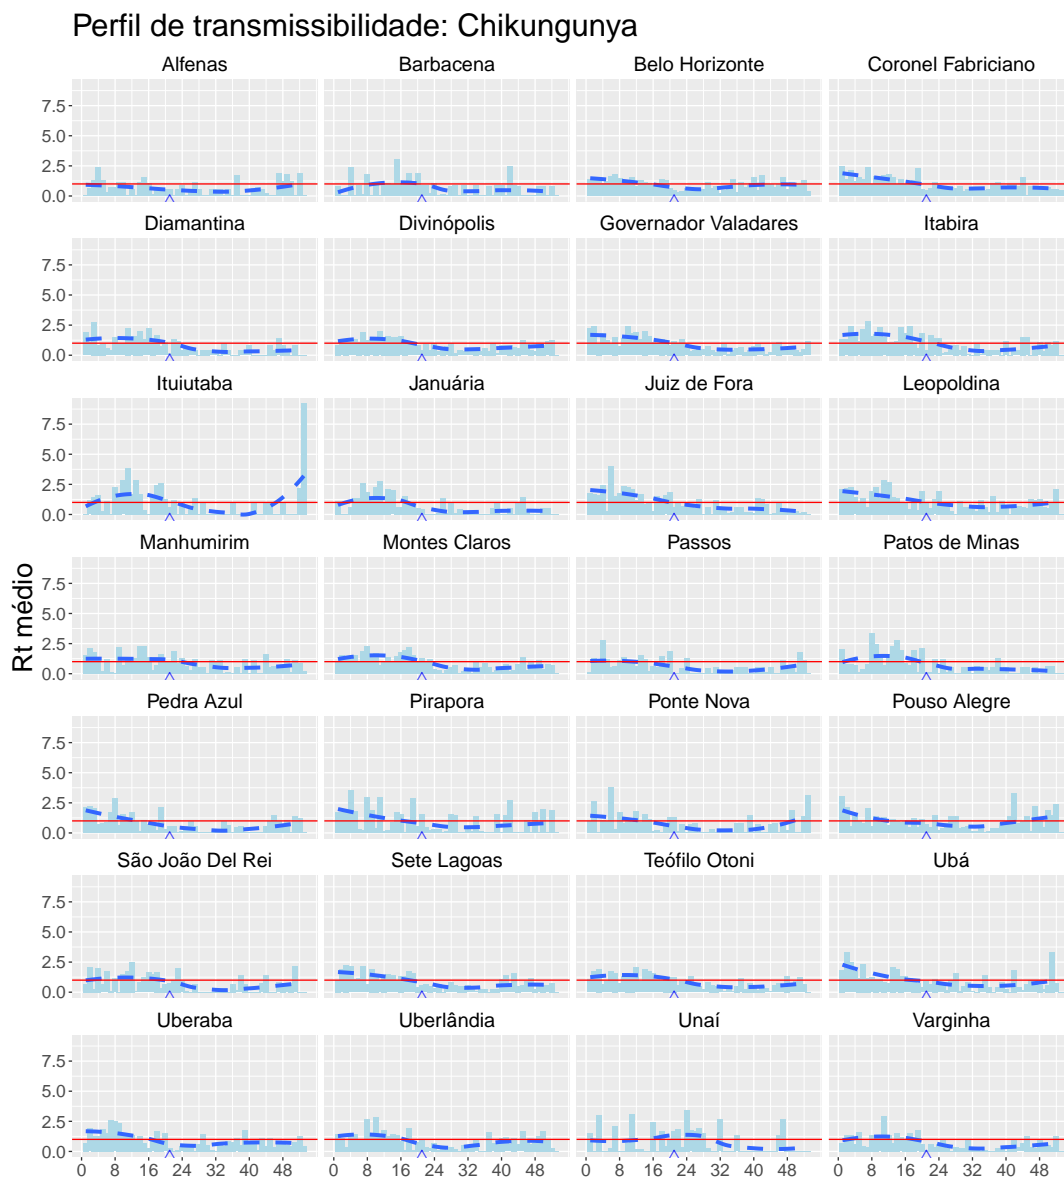 Perfil de transmissibilidade: Chikungunya
Alfenas Barbacena Belo Horizonte Coronel Fabriciano
7.5
5.0
2.5
0.0
Diamantina Divinópolis Governador Valadares Itabira
7.5
5.0
2.5
0.0
Ituiutaba Januária Juiz de Fora Leopoldina
7.5
5.0
2.5
0.0
Manhumirim Montes Claros Passos Patos de Minas
7.5
5.0
2.5
0.0
Rt médio
Pedra Azul Pirapora Ponte Nova Pouso Alegre
7.5
5.0
2.5
0.0
São João Del Rei Sete Lagoas Teófilo Otoni Ubá
7.5
5.0
2.5
0.0
Uberaba Uberlândia Unaí Varginha
7.5
5.0
2.5
0.0
0 8 16 24 32 40 48 0 8 16 24 32 40 48 0 8 16 24 32 40 48 0 8 16 24 32 40 48